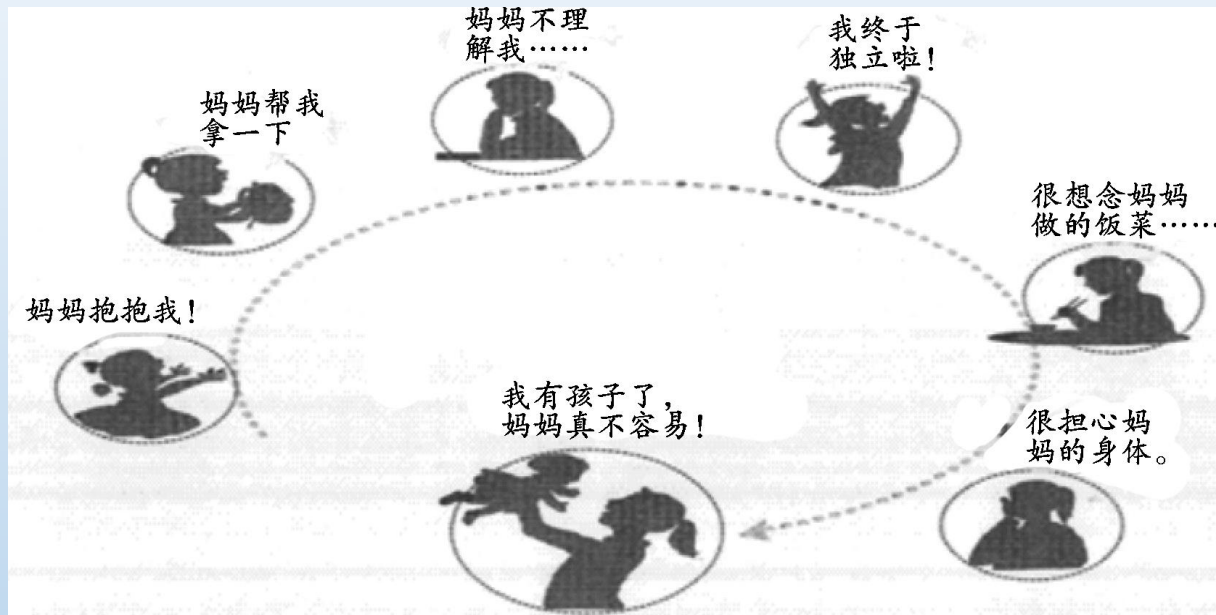 妈妈抱抱我！
妈妈帮我
拿一下
妈妈不理
解我……
我终于
独立啦！
很想念妈妈
做的饭菜……
很担心妈
妈的身体。
我有孩子了，
妈妈真不容易！